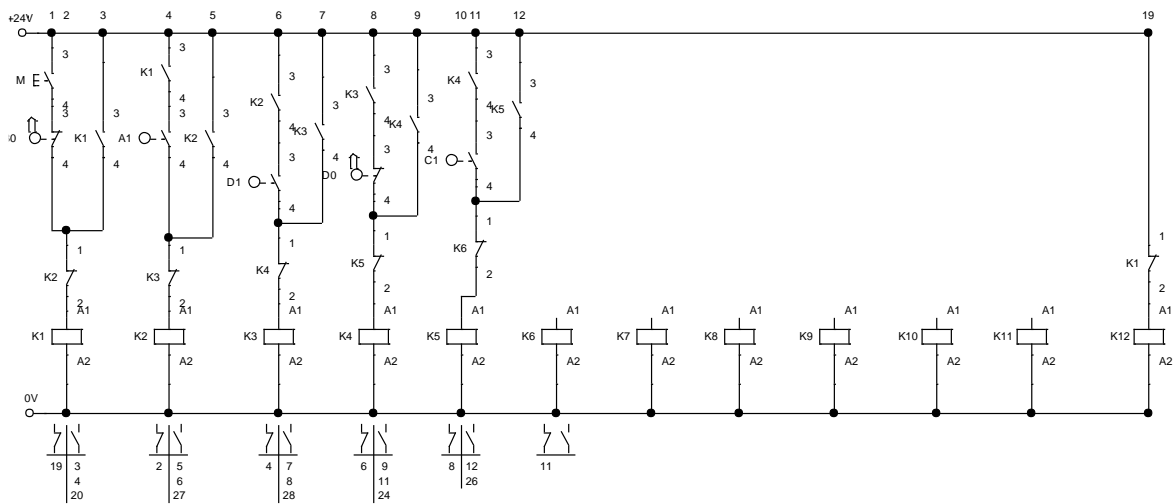 1 2 3 4 5 6 7 8 9 10 11 12 19
+24V
3 3 3 3 3
M K1 K3 K4
3 3
K2 K5
4 4 4 4 4
3 3 3 3
K1 A1 K2 K3 K4
4 3 3 3 4
4 4 4 4 4 4 C1
D1 D0
4 4 4
1 1 1 1 1 1
K2 K3 K4 K5 K6 K1
2 2 2 2 2 2
A1 A1 A1 A1 A1 A1 A1 A1 A1 A1 A1 A1
K1 K2 K3 K4 K5 K6 K7 K8 K9 K10 K11 K12
A2 A2 A2 A2 A2 A2 A2 A2 A2 A2 A2 A2
0V
19 3 2 5 4 7 6 9 8 12 11
4 6 8 11 26
20 27 28 24